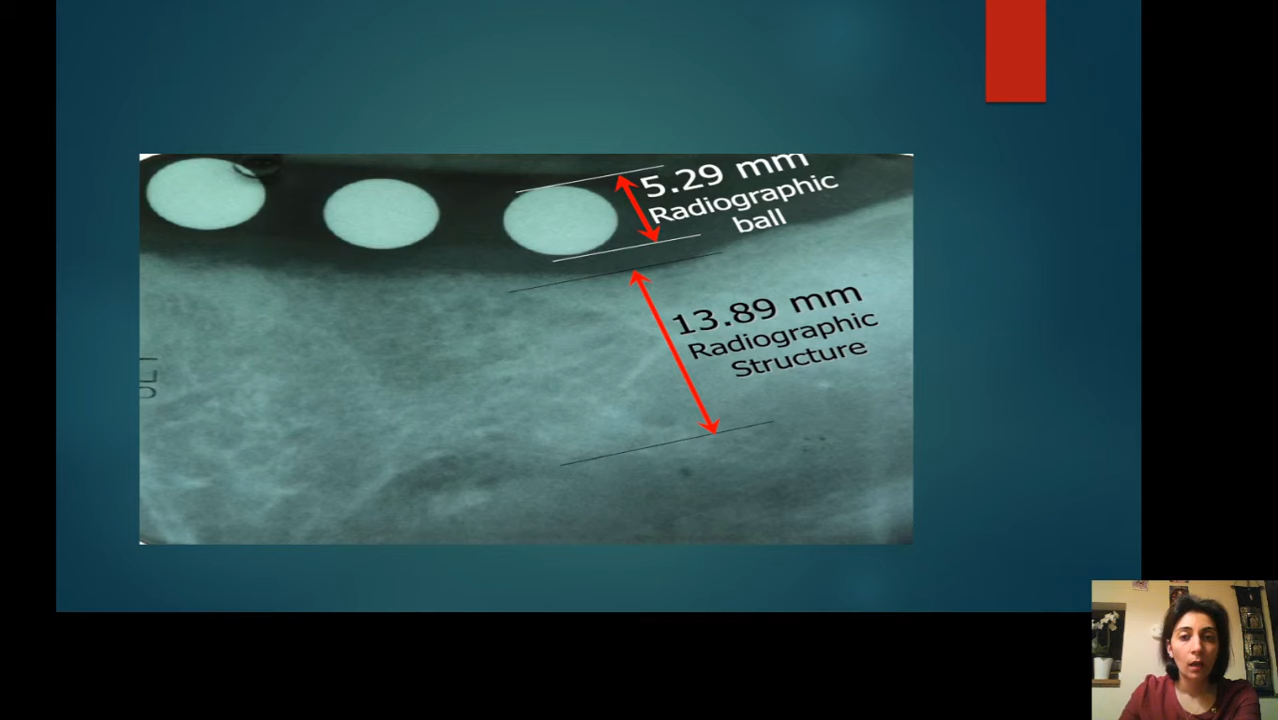 5.29 mm
Radiographic
ball
13.89 mm
Radiographic
Structure